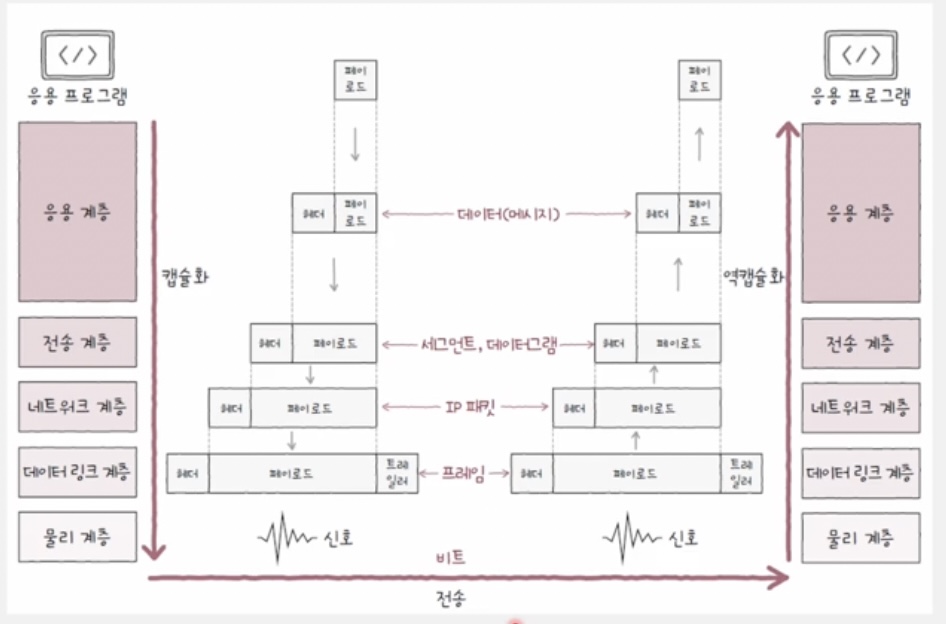 </>
응용 프로그램
응용 계층
전송 계층
네트워크 계층
데이터 링크 계층
물리 계층
캡슐화
페이
로드
헤더
페이
로드
헤더
페이로드
헤더
페이로드
헤더
페이로드
트레
일러
신호
데이터(메시지)
세그먼트, 데이터그램
IP 패킷
프레임
비트
전송
페이
로드
헤더
페이
로드
헤더
페이로드
헤더
페이로드
헤더
페이로드
트레
일러
신호
역캡슐화
</>
응용 프로그램
응용 계층
전송 계층
네트워크 계층
데이터 링크 계층
물리 계층